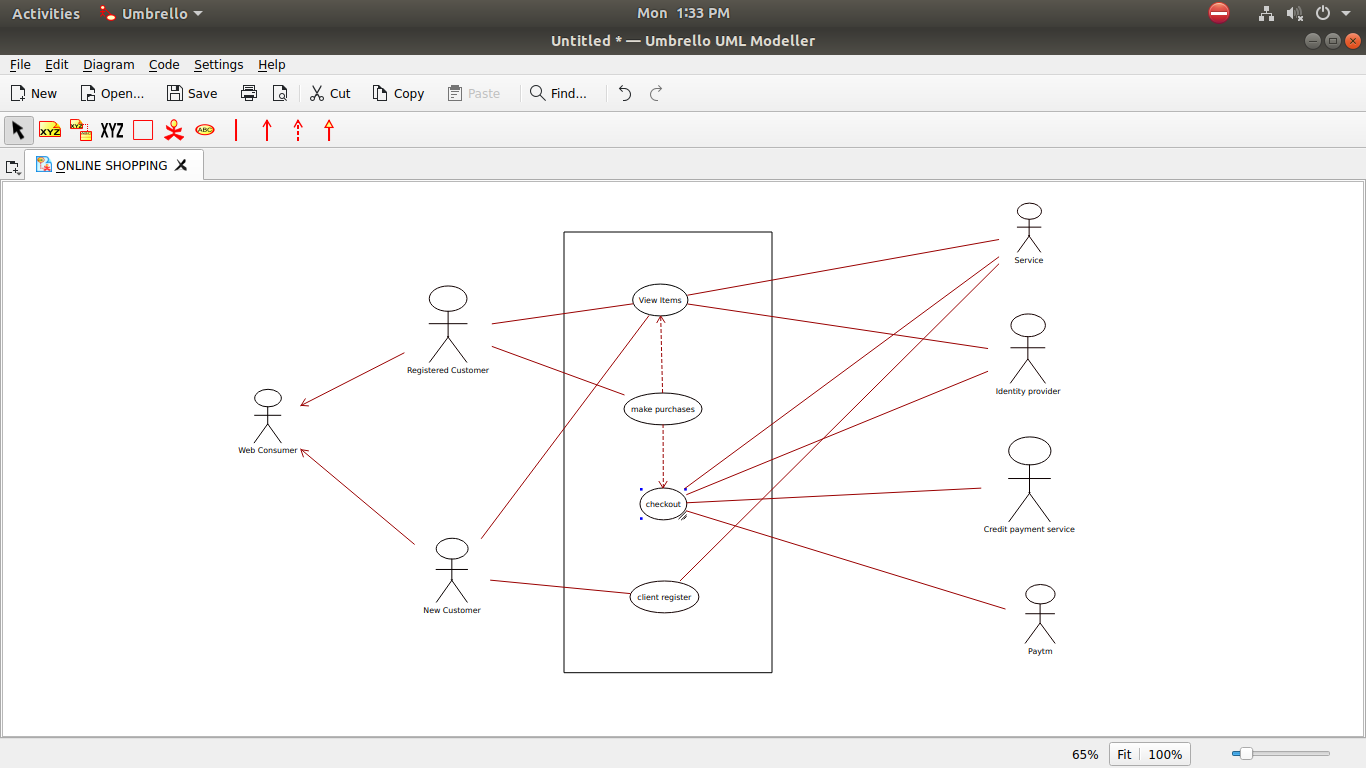 Activities Umbrello Mon 1:33 PM
Untitled * — Umbrello UML Modeller
File Edit Diagram Code Settings Help
New Open... Save Cut Copy Paste Find...
XYZ XYZ XYZ ABC
ONLINE SHOPPING
Service
View Items
Registered Customer
Identity provider
make purchases
Web Consumer
checkout
Credit payment service
client register
New Customer
Paytm
65% Fit 100%